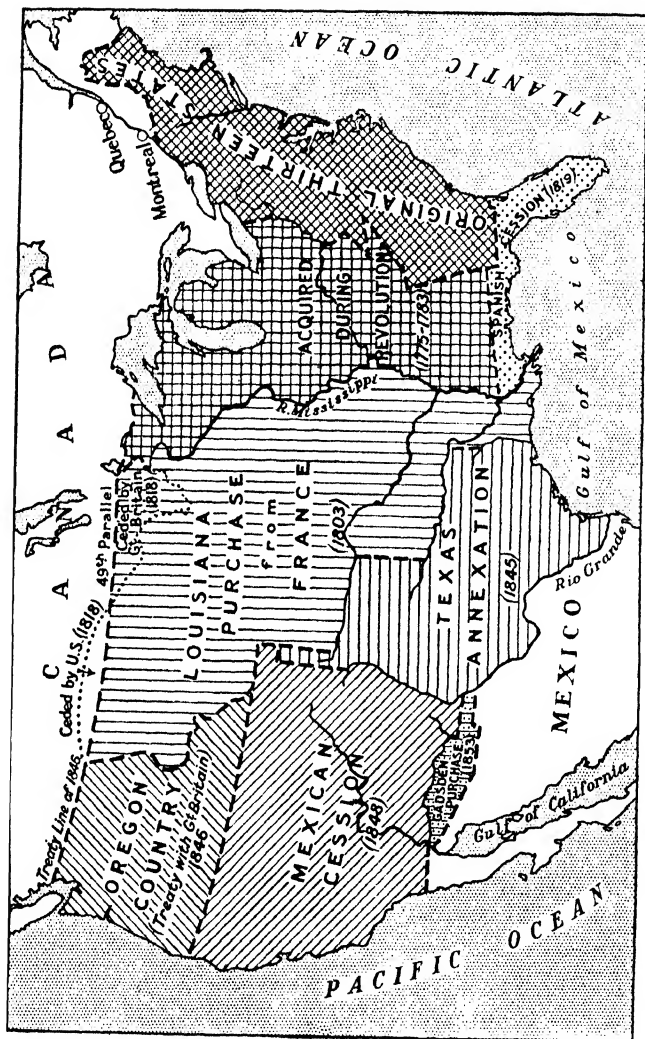 CANADA
Quebec
Montreal
ATLANTIC OCEAN
ORIGINAL THIRTEEN STATES
ACQUIRED
DURING
REVOLUTION
(1775-1783)
SPANISH CESSION (1819)
Gulf of Mexico
R. Mississippi
49th Parallel
Ceded by
Gt. Britain
(1818)
Ceded by U.S. (1818)
Treaty Line of 1846
LOUISIANA
PURCHASE
from
FRANCE
(1803)
TEXAS
ANNEXATION
(1845)
Rio Grande
OREGON
COUNTRY
(Treaty with Gt. Britain)
1846
MEXICAN
CESSION
(1848)
GADSDEN
PURCHASE
(1853)
MEXICO
Gulf of California
PACIFIC OCEAN